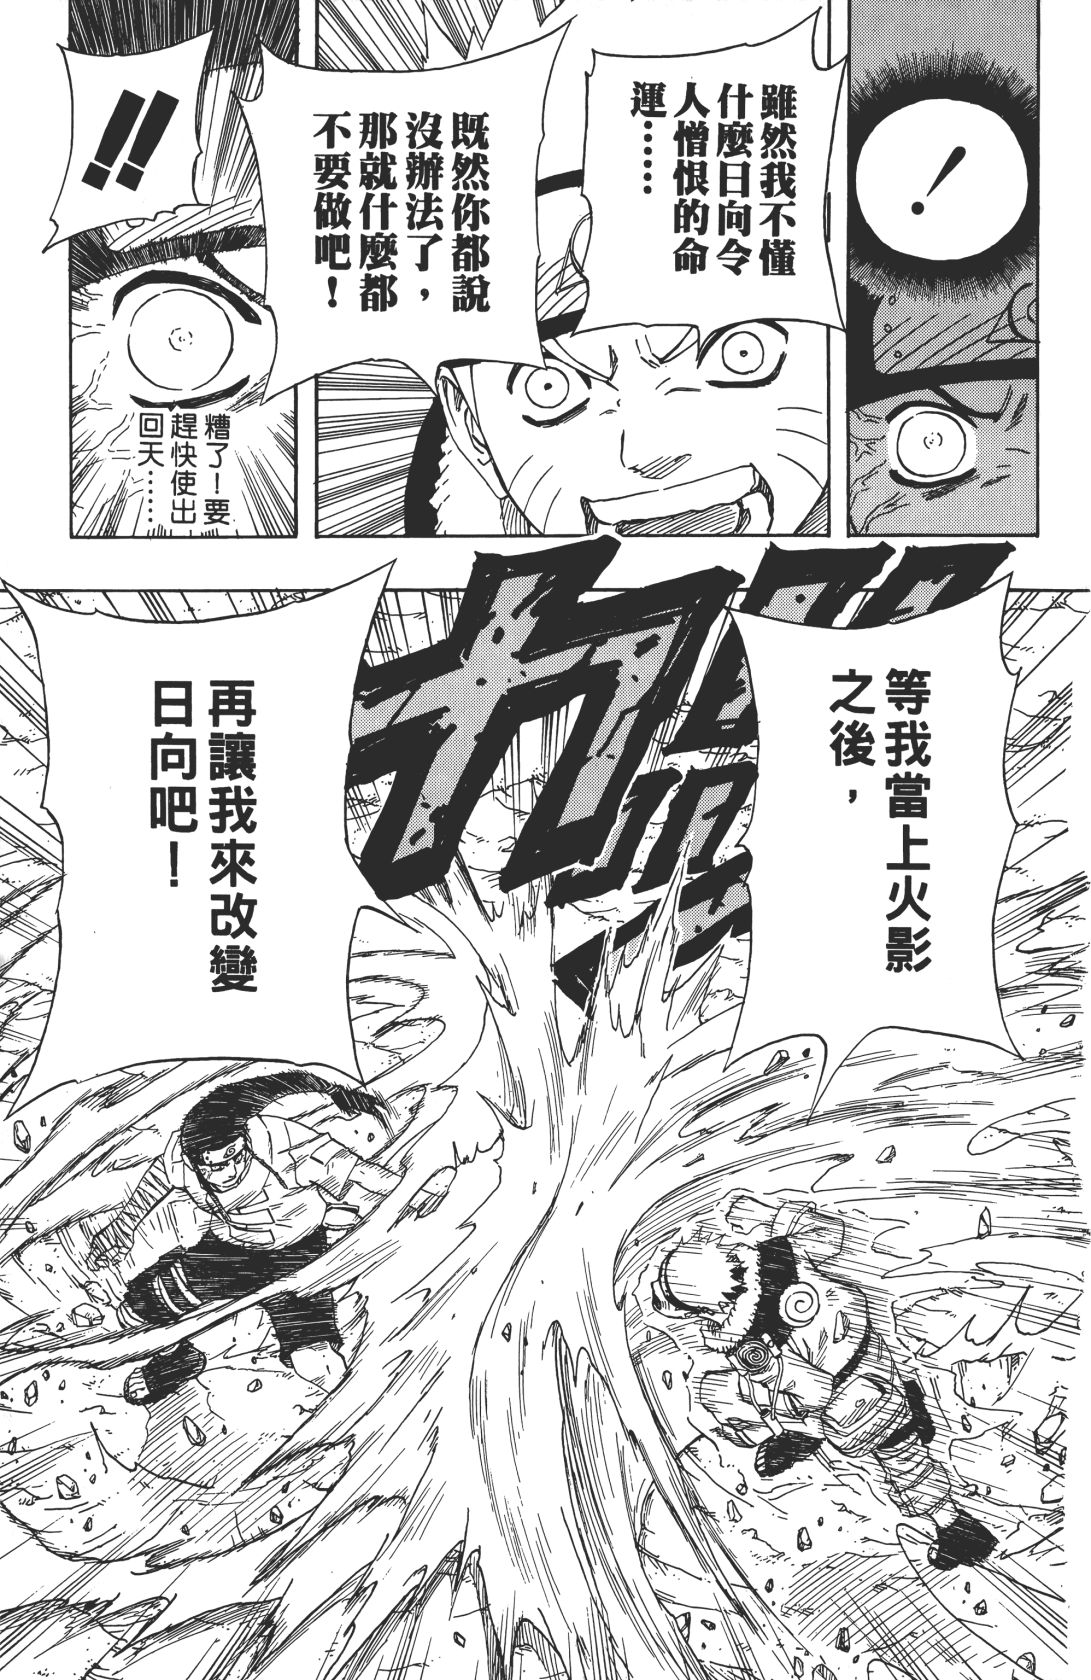 ！
雖然我不懂
什麼日向令
人憎恨的命
運……
既然你都說
沒辦法了，
那就什麼都
不要做吧！
！！
糟了！要
趕快使出
回天……
等我當上火影
之後，
再讓我來改變
日向吧！